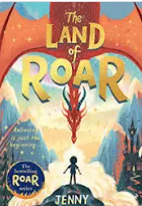 The
LAND
of
ROAR
Believing
is just the
beginning...
The
bestselling
ROAR
series
JENNY